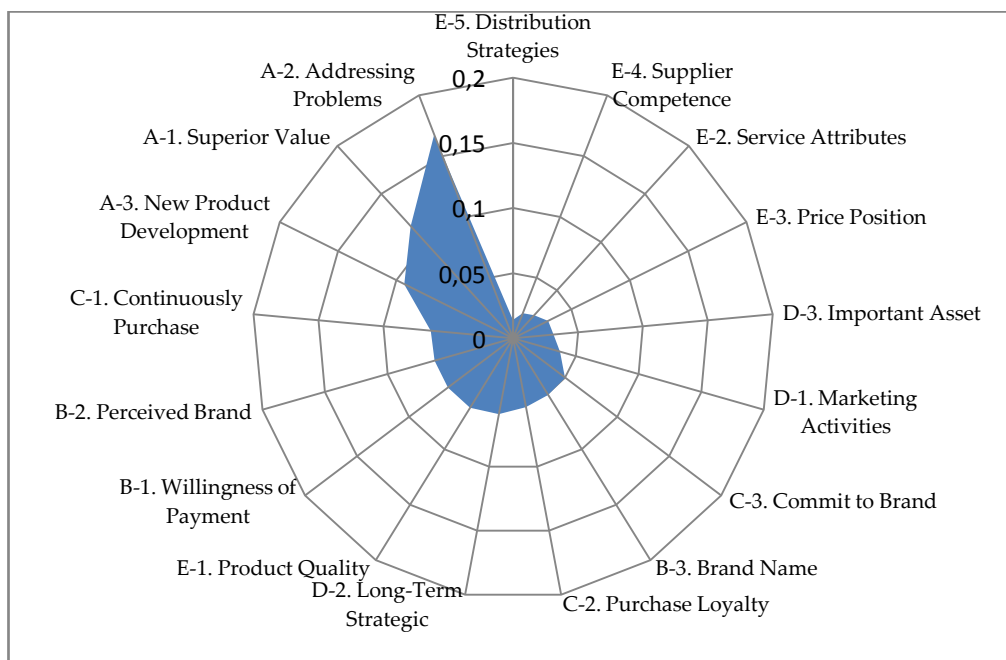 E-5. Distribution
Strategies
E-4. Supplier
Competence
E-2. Service Attributes
E-3. Price Position
D-3. Important Asset
D-1. Marketing
Activities
C-3. Commit to Brand
B-3. Brand Name
C-2. Purchase Loyalty
D-2. Long-Term
Strategic
E-1. Product Quality
B-1. Willingness of
Payment
B-2. Perceived Brand
C-1. Continuously
Purchase
A-3. New Product
Development
A-1. Superior Value
A-2. Addressing
Problems
0,2
0,15
0,1
0,05
0